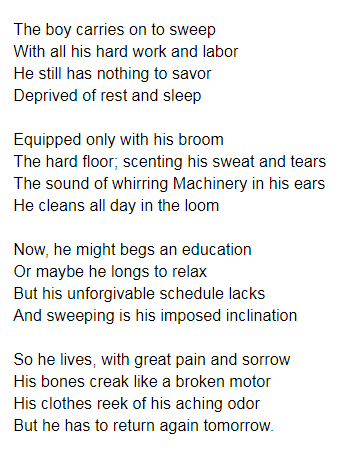 The boy carries on to sweep
With all his hard work and labor
He still has nothing to savor
Deprived of rest and sleep

Equipped only with his broom
The hard floor; scenting his sweat and tears
The sound of whirring Machinery in his ears
He cleans all day in the loom

Now, he might begs an education
Or maybe he longs to relax
But his unforgivable schedule lacks
And sweeping is his imposed inclination

So he lives, with great pain and sorrow
His bones creak like a broken motor
His clothes reek of his aching odor
But he has to return again tomorrow.